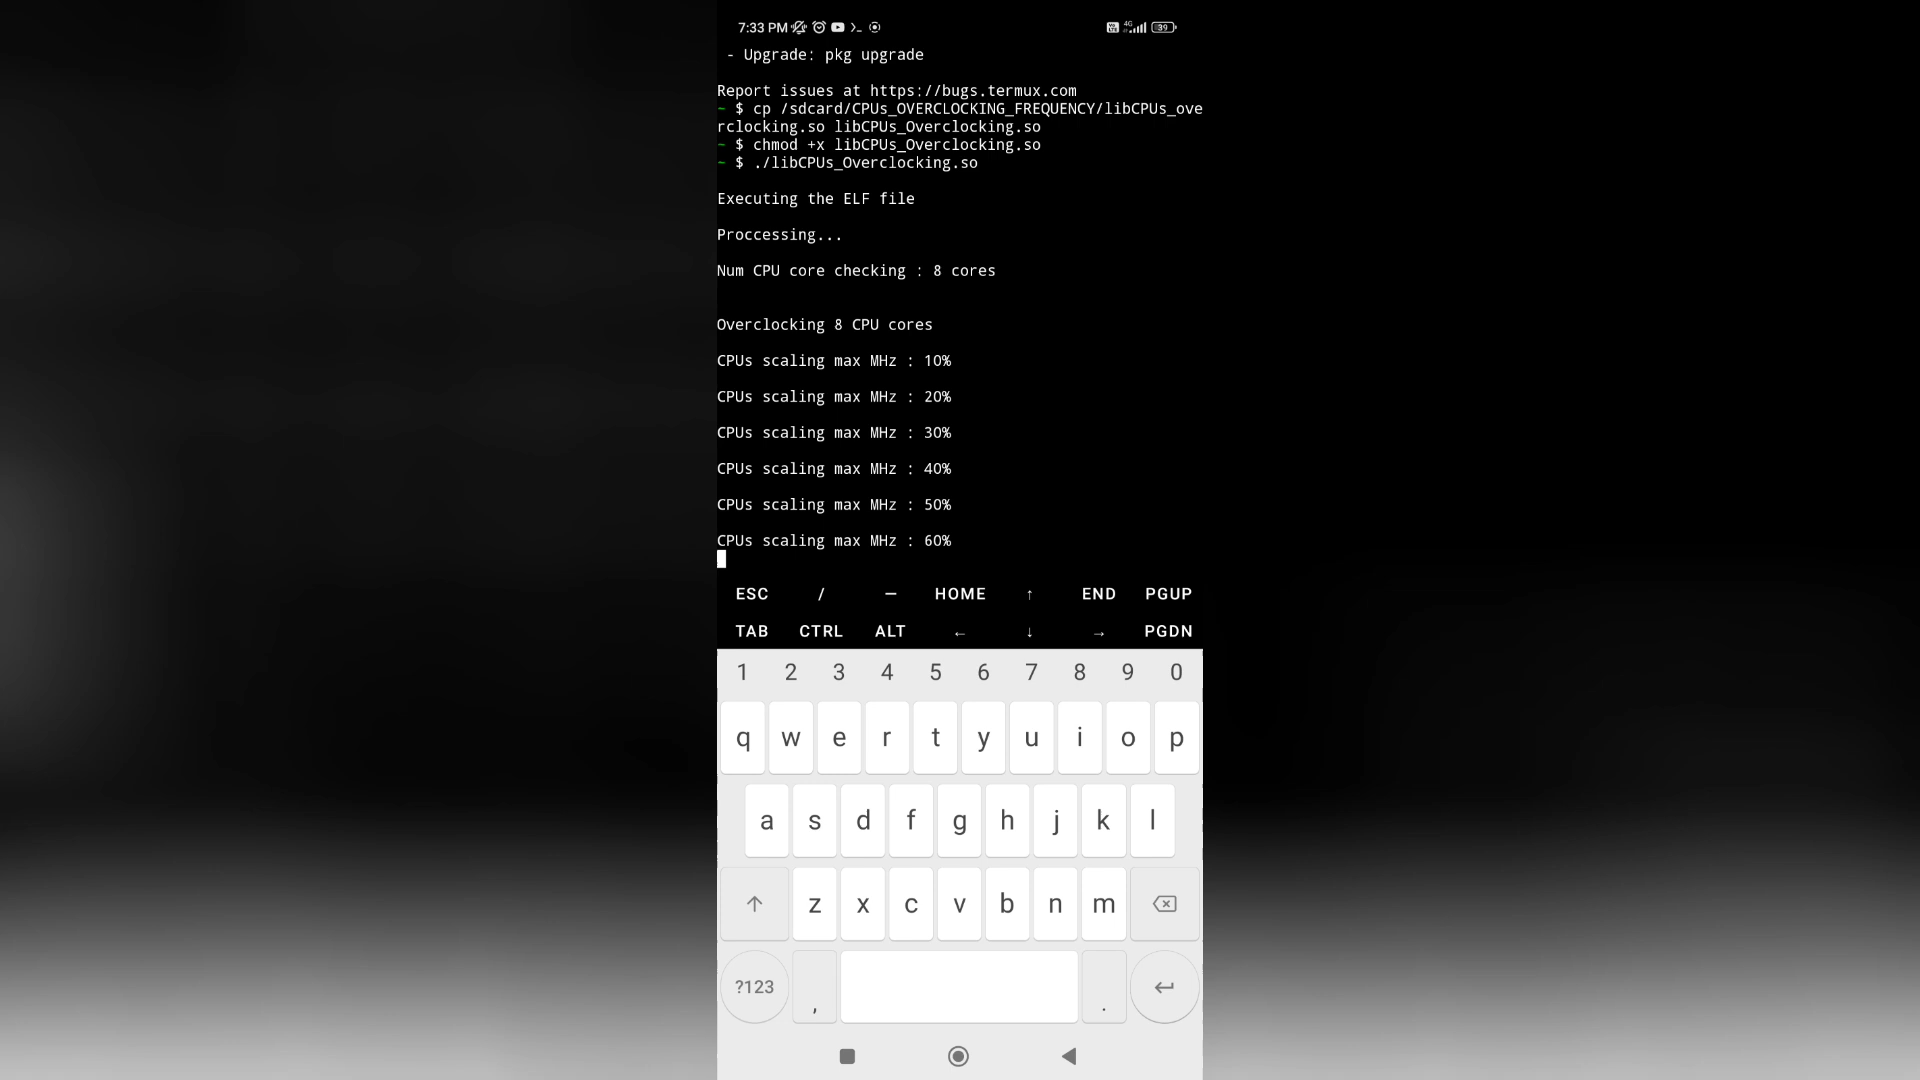 7:33 PM
4G
39
- Upgrade: pkg upgrade
Report issues at https://bugs.termux.com
~ $ cp /sdcard/CPUs_OVERCLOCKING_FREQUENCY/libCPUs_ove
rclocking.so libCPUs_Overclocking.so
~ $ chmod +x libCPUs_Overclocking.so
~ $ ./libCPUs_Overclocking.so
Executing the ELF file
Proccessing...
Num CPU core checking : 8 cores
Overclocking 8 CPU cores
CPUs scaling max MHz : 10%
CPUs scaling max MHz : 20%
CPUs scaling max MHz : 30%
CPUs scaling max MHz : 40%
CPUs scaling max MHz : 50%
CPUs scaling max MHz : 60%
ESC / — HOME ↑ END PGUP
TAB CTRL ALT ← ↓ → PGDN
1 2 3 4 5 6 7 8 9 0
q w e r t y u i o p
a s d f g h j k l
z x c v b n m
?123 , .